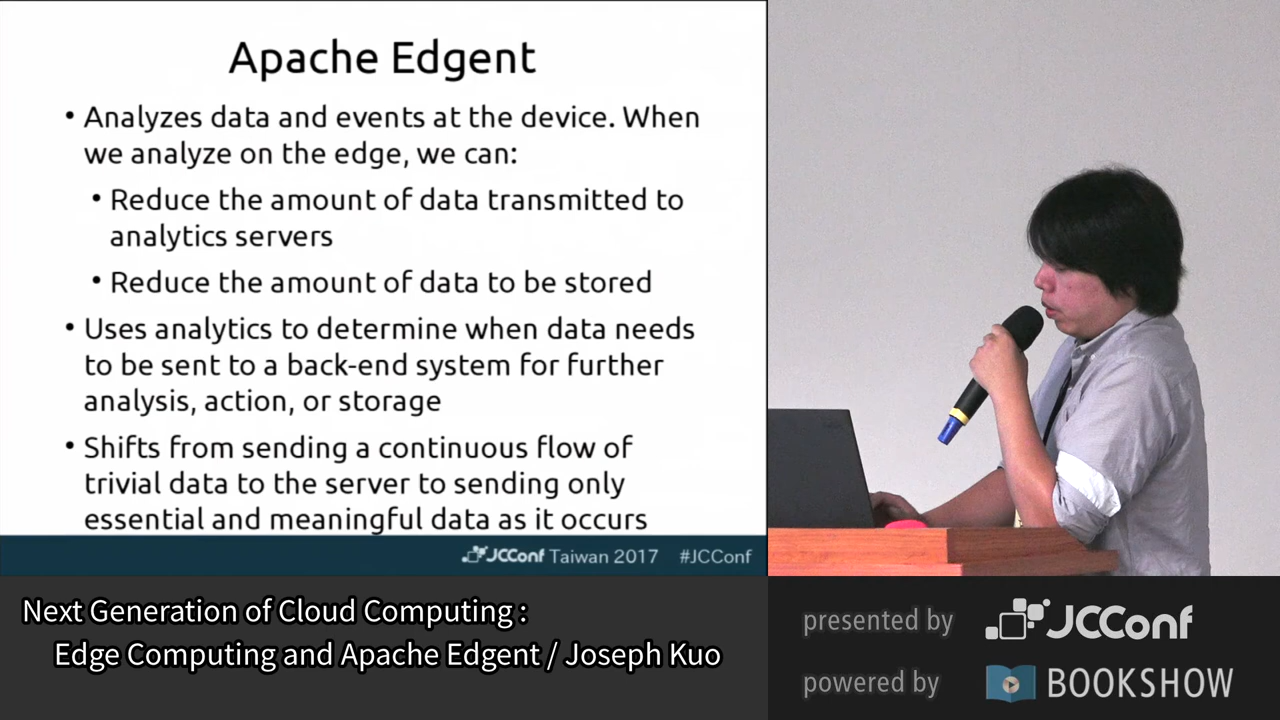 Apache Edgent
• Analyzes data and events at the device. When
we analyze on the edge, we can:
• Reduce the amount of data transmitted to
analytics servers
• Reduce the amount of data to be stored
• Uses analytics to determine when data needs
to be sent to a back-end system for further
analysis, action, or storage
• Shifts from sending a continuous flow of
trivial data to the server to sending only
essential and meaningful data as it occurs
JCConf Taiwan 2017 #JCConf
Next Generation of Cloud Computing :
Edge Computing and Apache Edgent / Joseph Kuo
presented by JCConf
powered by BOOKSHOW